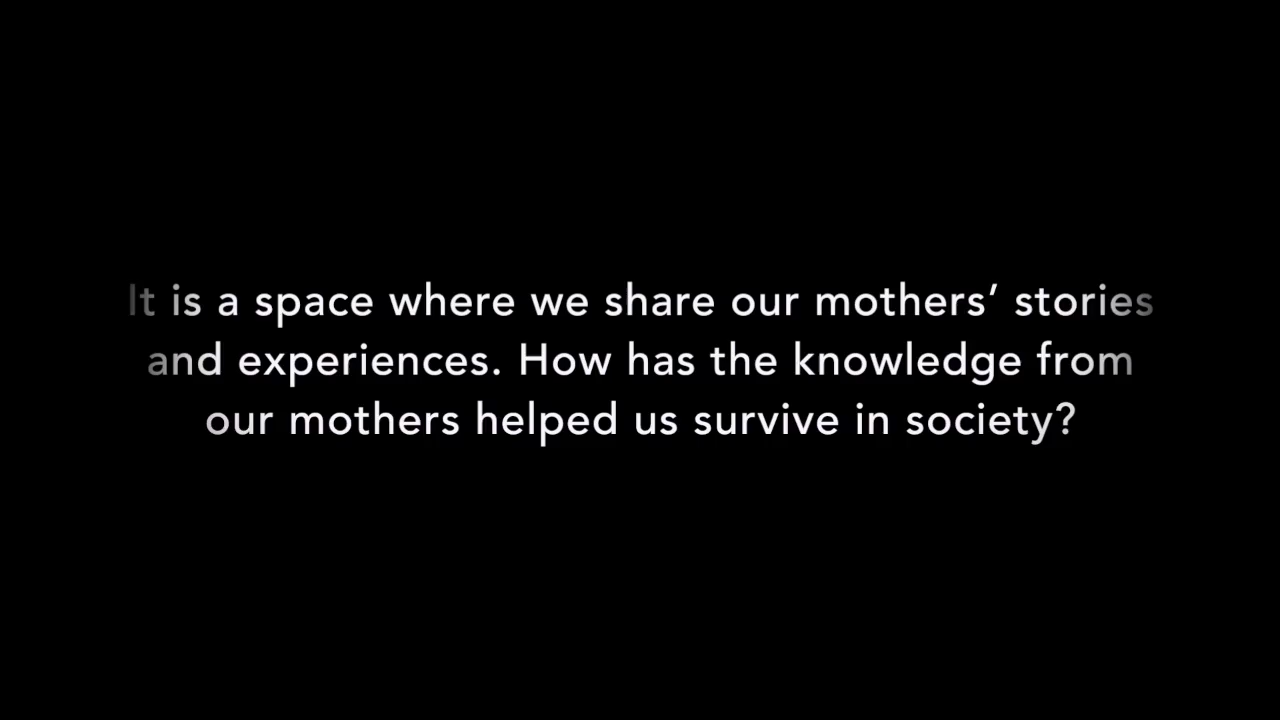 It is a space where we share our mothers’ stories
and experiences. How has the knowledge from
our mothers helped us survive in society?